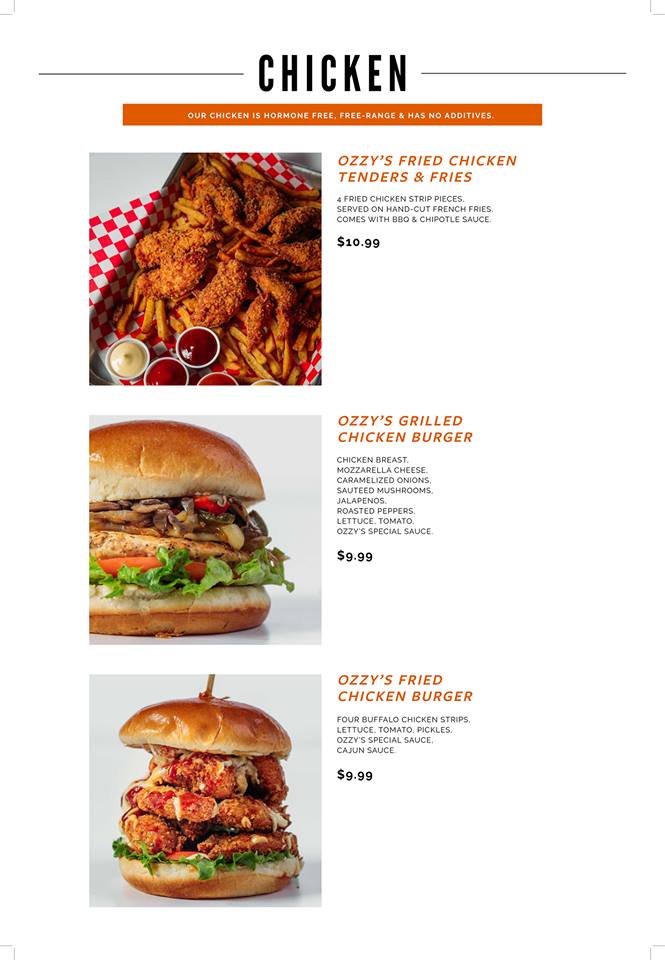 CHICKEN
OUR CHICKEN IS HORMONE FREE, FREE-RANGE & HAS NO ADDITIVES.
OZZY'S FRIED CHICKEN
TENDERS & FRIES
4 FRIED CHICKEN STRIP PIECES,
SERVED ON HAND-CUT FRENCH FRIES.
COMES WITH BBQ & CHIPOTLE SAUCE.
$10.99
OZZY'S GRILLED
CHICKEN BURGER
CHICKEN BREAST,
MOZZARELLA CHEESE,
CARAMELIZED ONIONS,
SAUTEED MUSHROOMS,
JALAPENOS,
ROASTED PEPPERS,
LETTUCE, TOMATO,
OZZY'S SPECIAL SAUCE.
$9.99
OZZY'S FRIED
CHICKEN BURGER
FOUR BUFFALO CHICKEN STRIPS,
LETTUCE, TOMATO, PICKLES,
OZZY'S SPECIAL SAUCE,
CAJUN SAUCE.
$9.99